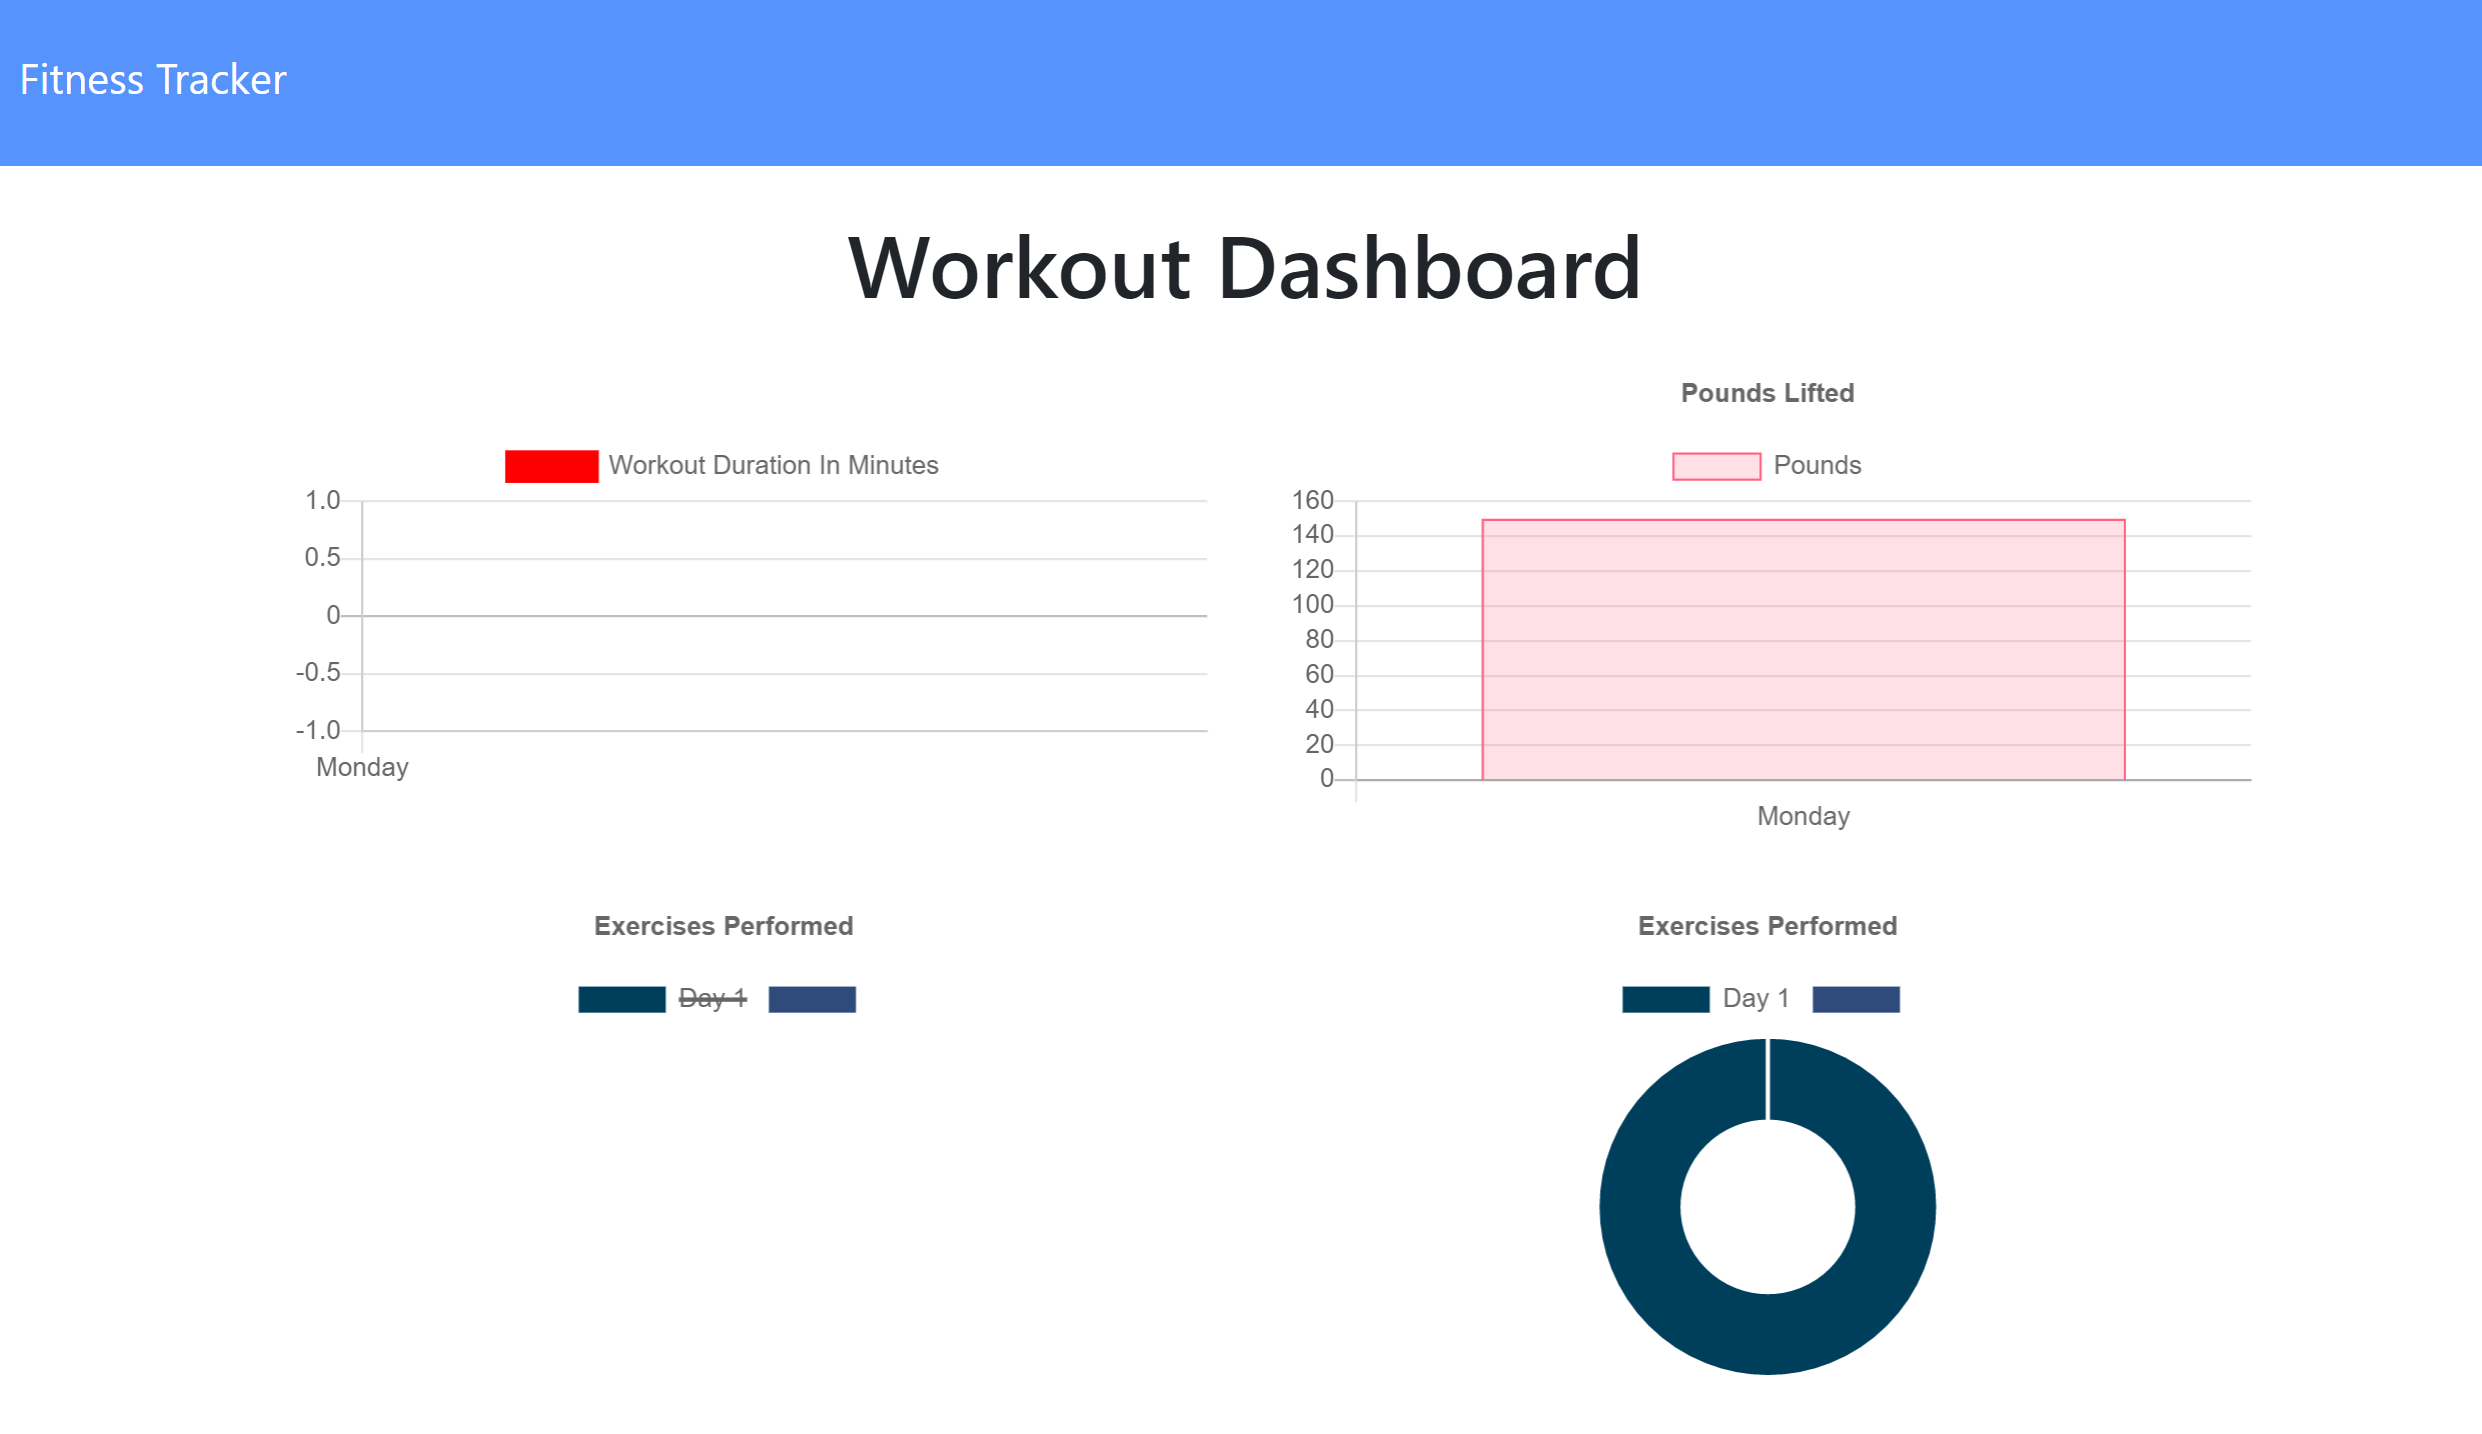 Fitness Tracker
Workout Dashboard
Workout Duration In Minutes
1.0
0.5
0
-0.5
-1.0
Monday
Pounds Lifted
Pounds
160
140
120
100
80
60
40
20
0
Monday
Exercises Performed
Day 1
Exercises Performed
Day 1